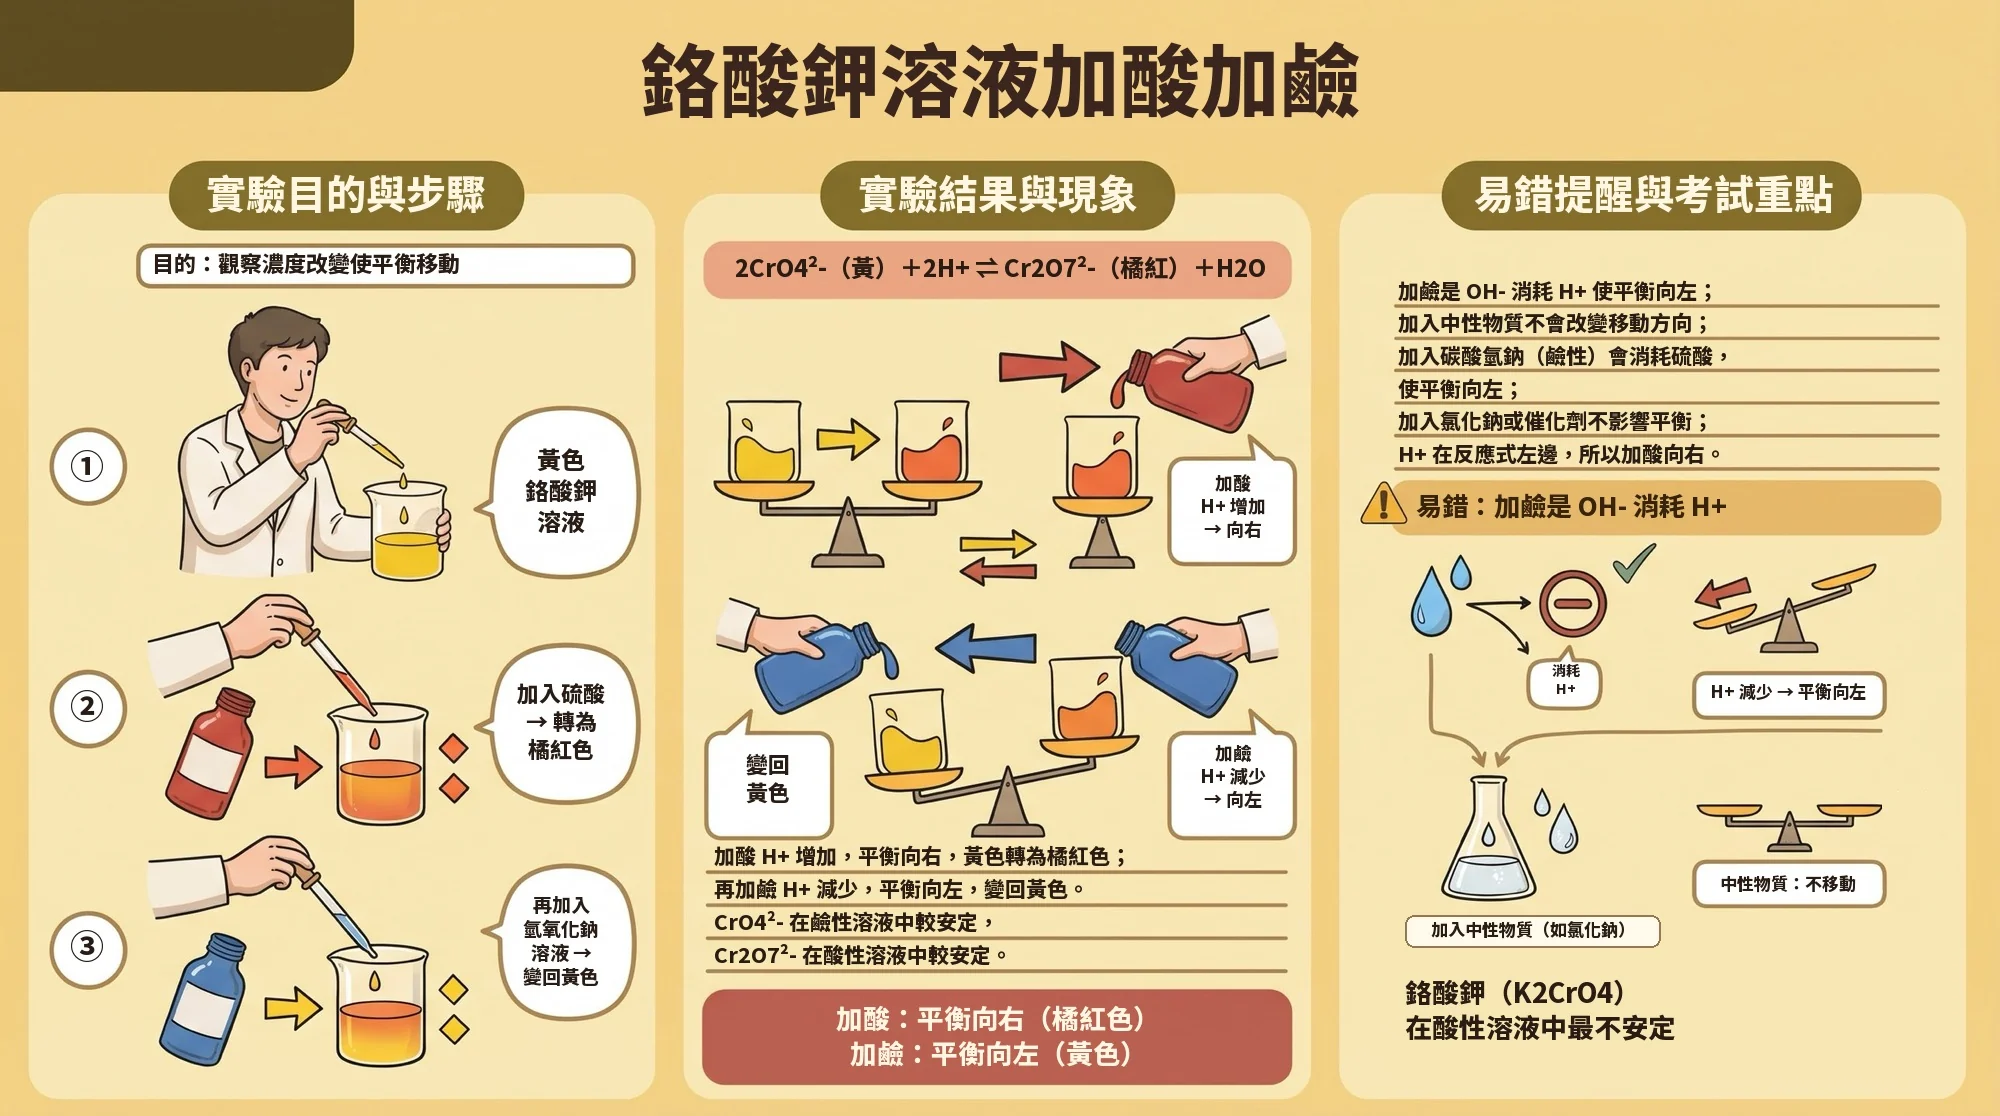 鉻酸鉀溶液加酸加鹼
實驗目的與步驟
目的：觀察濃度改變使平衡移動
①
黃色
鉻酸鉀
溶液
②
加入硫酸
→ 轉為
橘紅色
③
再加入
氫氧化鈉
溶液 →
變回黃色
實驗結果與現象
2CrO4²-（黃）＋2H+ ⇌ Cr2O7²-（橘紅）＋H2O
加酸
H+ 增加
→ 向右
變回
黃色
加鹼
H+ 減少
→ 向左
加酸 H+ 增加，平衡向右，黃色轉為橘紅色；
再加鹼 H+ 減少，平衡向左，變回黃色。
CrO4²- 在鹼性溶液中較安定，
Cr2O7²- 在酸性溶液中較安定。
加酸：平衡向右（橘紅色）
加鹼：平衡向左（黃色）
易錯提醒與考試重點
加鹼是 OH- 消耗 H+ 使平衡向左；
加入中性物質不會改變移動方向；
加入碳酸氫鈉（鹼性）會消耗硫酸，
使平衡向左；
加入氯化鈉或催化劑不影響平衡；
H+ 在反應式左邊，所以加酸向右。
易錯：加鹼是 OH- 消耗 H+
消耗
H+
H+ 減少 → 平衡向左
中性物質：不移動
加入中性物質（如氯化鈉）
鉻酸鉀（K2CrO4）
在酸性溶液中最不安定